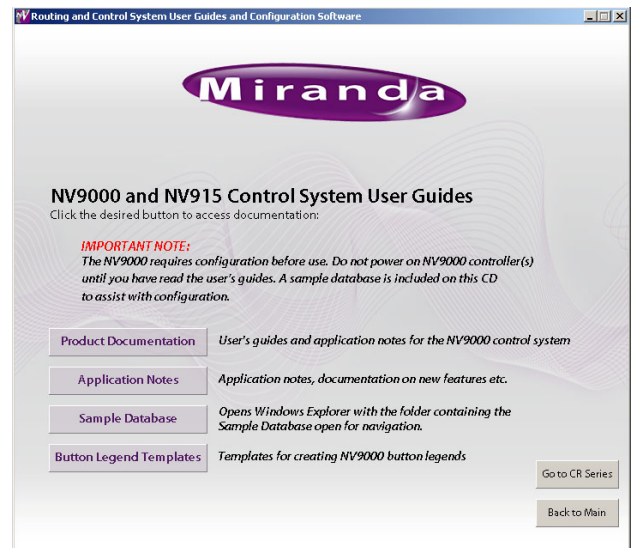 Routing and Control System User Guides and Configuration Software
Miranda
NV9000 and NV915 Control System User Guides
Click the desired button to access documentation:
IMPORTANT NOTE:
The NV9000 requires configuration before use. Do not power on NV9000 controller(s)
until you have read the user's guides. A sample database is included on this CD
to assist with configuration.
Product Documentation
User's guides and application notes for the NV9000 control system
Application Notes
Application notes, documentation on new features etc.
Sample Database
Opens Windows Explorer with the folder containing the
Sample Database open for navigation.
Button Legend Templates
Templates for creating NV9000 button legends
Go to CR Series
Back to Main